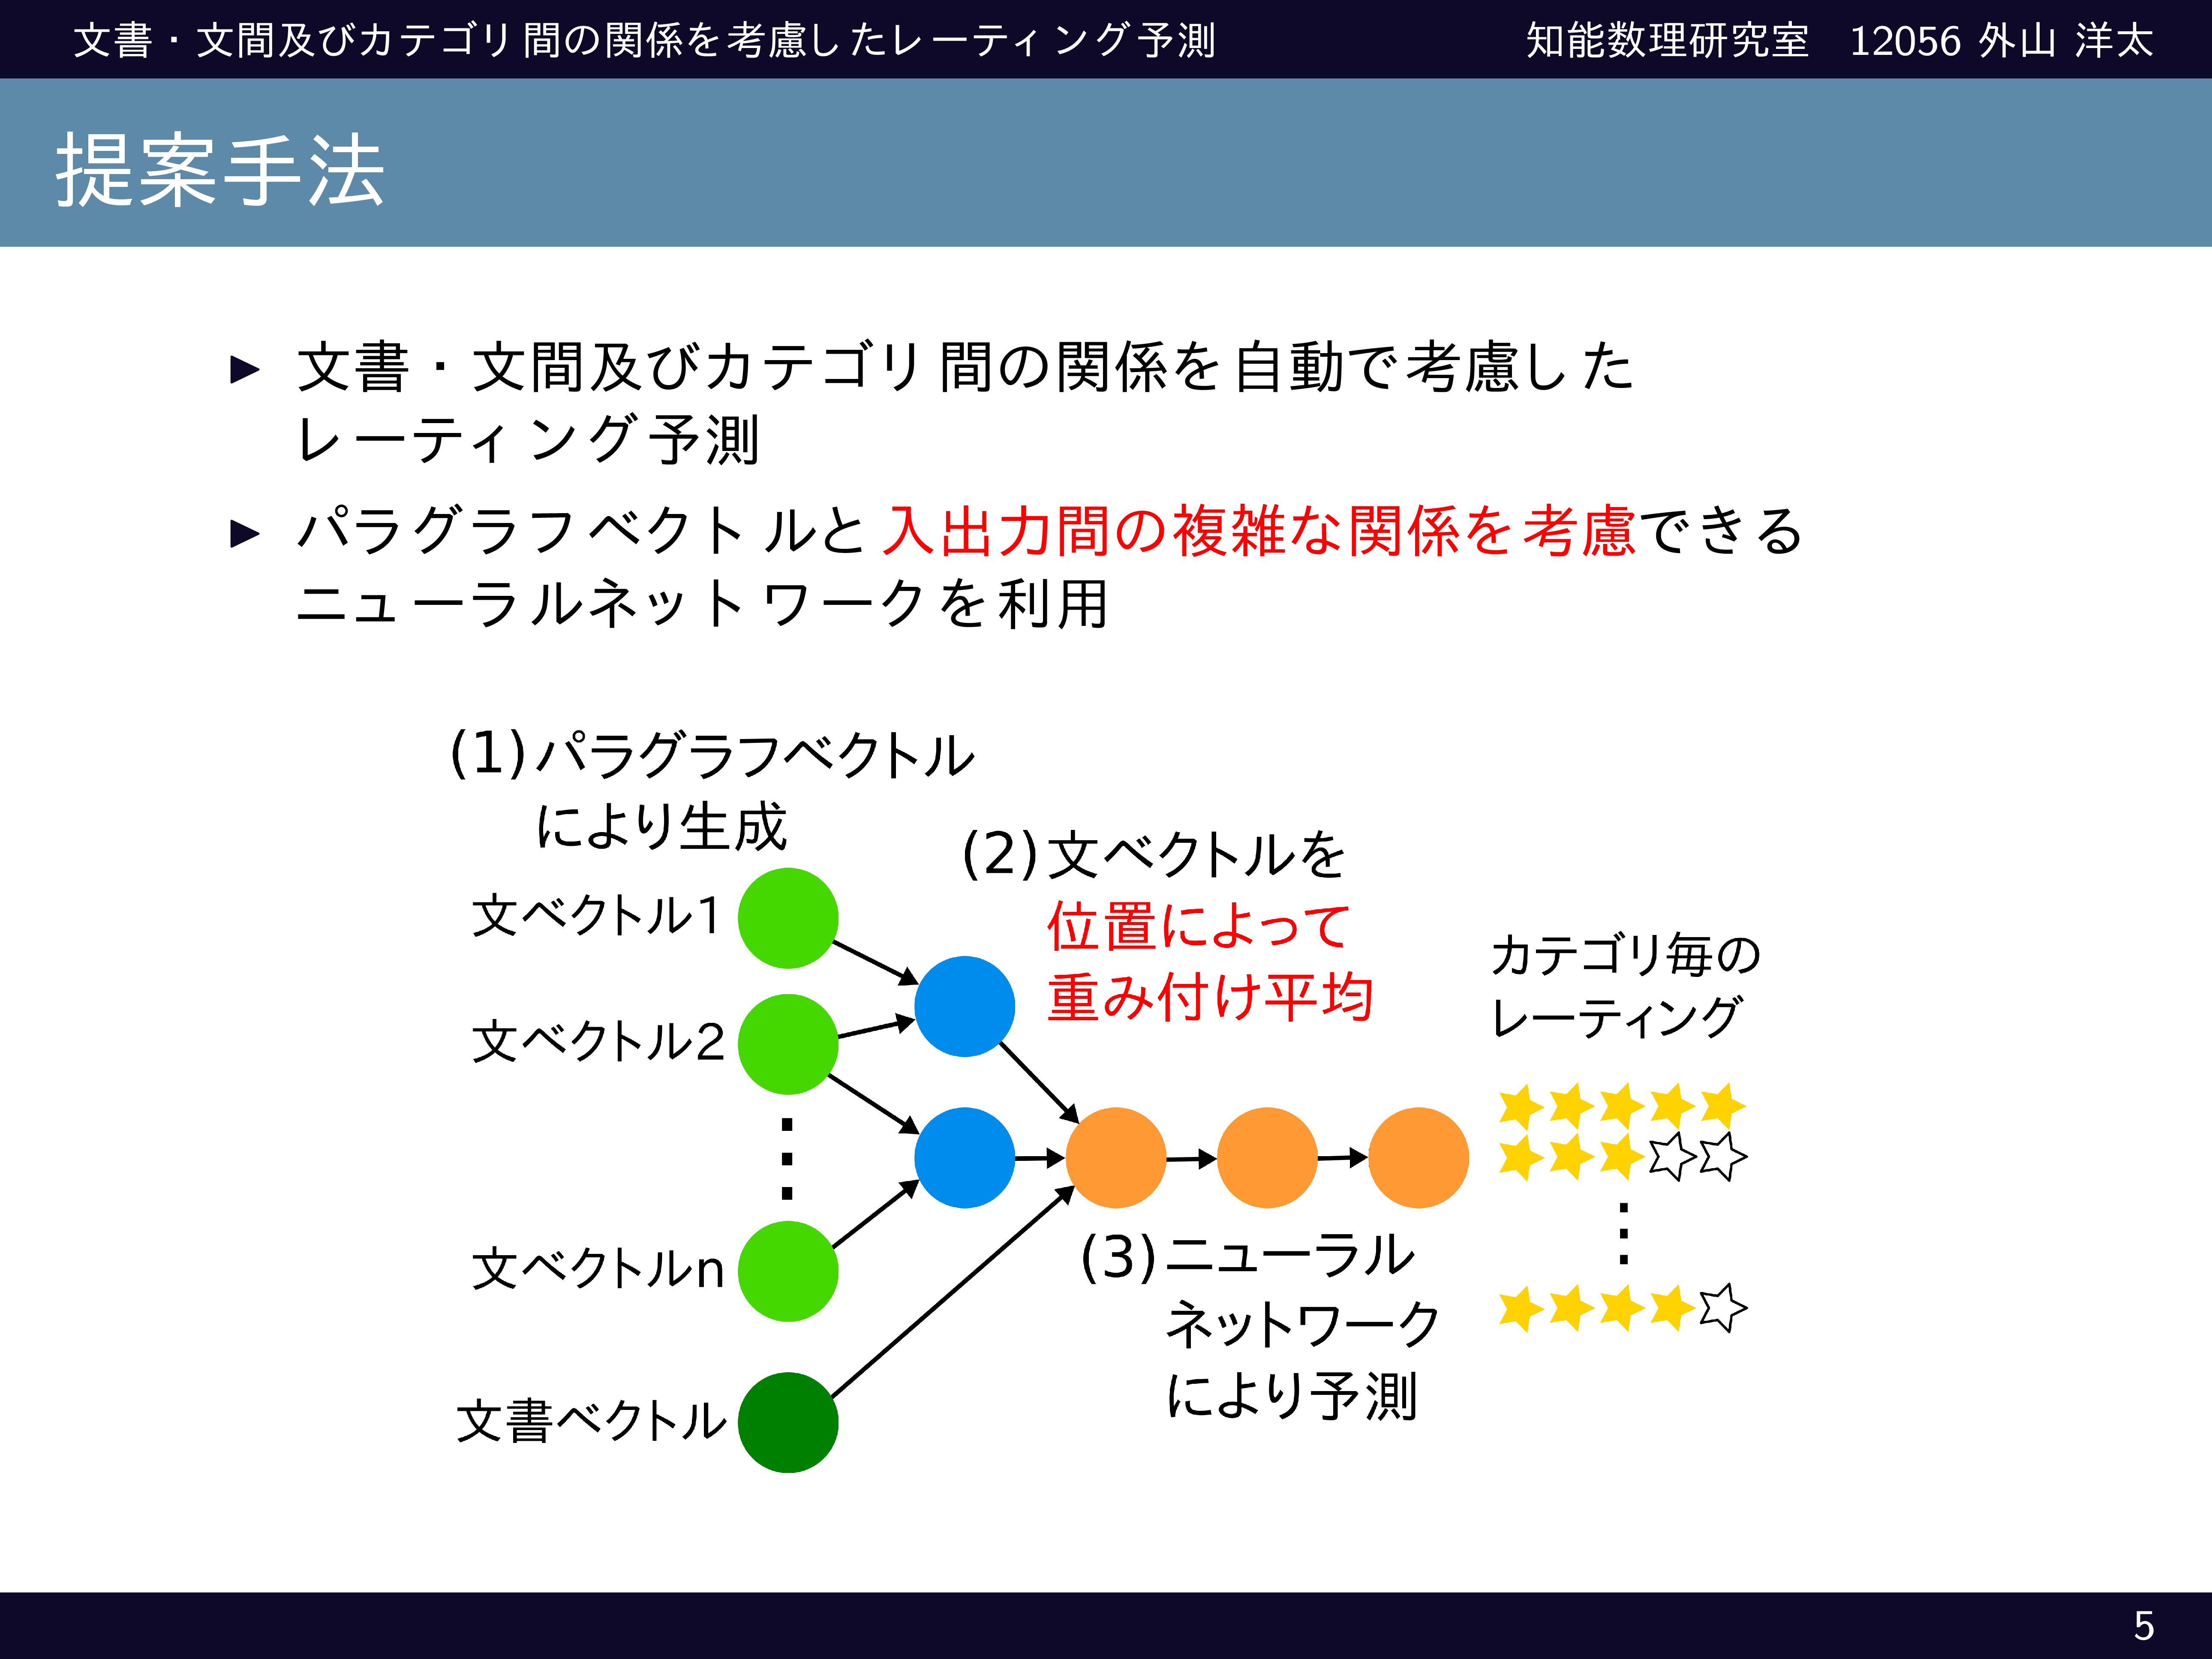 文書・文間及びカテゴリ間の関係を考慮したレーティング予測
知能数理研究室　12056 外山 洋太
提案手法
文書・文間及びカテゴリ間の関係を自動で考慮した
レーティング予測
パラグラフベクトルと入出力間の複雑な関係を考慮できる
ニューラルネットワークを利用
(1)パラグラフベクトル
により生成
(2)文ベクトルを
位置によって
重み付け平均
文ベクトル1
文ベクトル2
文ベクトルn
文書ベクトル
(3)ニューラル
ネットワーク
により予測
カテゴリ毎の
レーティング
5